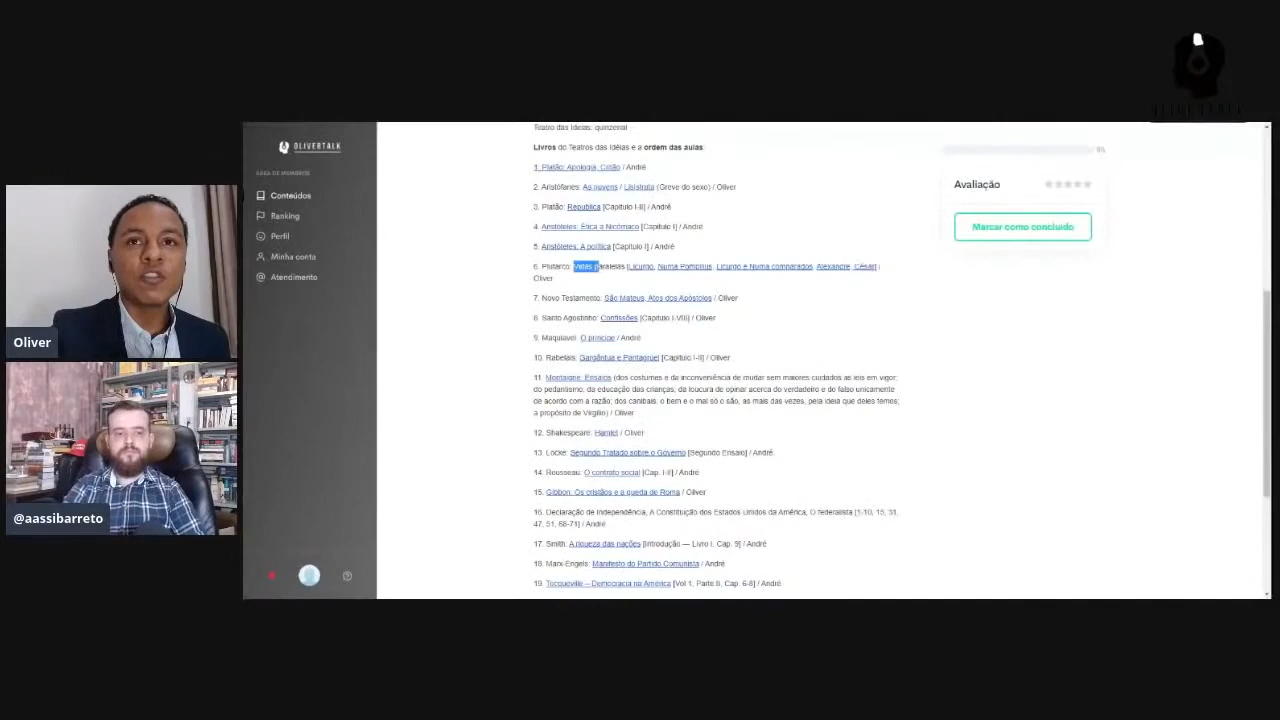 OLIVERTALK
ÁREA DE MEMBROS
Conteúdos
Ranking
Perfil
Minha conta
Atendimento
Oliver
@aassibarreto
Teatro das Ideias: quinzenal
Livros do Teatros das Idéias e a ordem das aulas
1. Platão: Apologia, Critão / André
2. Aristófanes: As nuvens / Lisístrata (Greve do sexo) / Oliver
3. Platão: República [Capítulo I-II] / André
4. Aristóteles: Ética a Nicômaco [Capítulo I] / André
5. Aristóteles: A política [Capítulo I] / André
6. Plutarco: Vidas paralelas [Licurgo, Numa Pompilius, Licurgo e Numa comparados, Alexandre, César] |
Oliver
7. Novo Testamento: São Mateus, Atos dos Apóstolos / Oliver
8. Santo Agostinho: Confissões [Capítulo I-VIII] / Oliver
9. Maquiavel: O príncipe / André
10. Rabelais: Gargântua e Pantagruel [Capítulo I-II] / Oliver
11. Montaigne: Ensaios (dos costumes e da inconveniência de mudar sem maiores cuidados as leis em vigor;
do pedantismo; da educação das crianças; da loucura de opinar acerca do verdadeiro e do falso unicamente
de acordo com a razão; dos canibais; o bem e o mal só o são, as mais das vezes, pela ideia que deles temos;
a propósito de Virgílio) / Oliver
12. Shakespeare: Hamlet / Oliver
13. Locke: Segundo Tratado sobre o Governo [Segundo Ensaio] / André
14. Rousseau: O contrato social [Cap. I-II] / André
15. Gibbon: Os cristãos e a queda de Roma / Oliver
16. Declaração de Independência, A Constituição dos Estados Unidos da América, O federalista [1-10, 15, 31,
47, 51, 68-71] / André
17. Smith: A riqueza das nações [Introdução — Livro I, Cap. 9] / André
18. Marx-Engels: Manifesto do Partido Comunista / André
19. Tocqueville – Democracia na América [Vol 1, Parte II, Cap. 6-8] / André
Avaliação
Marcar como concluído